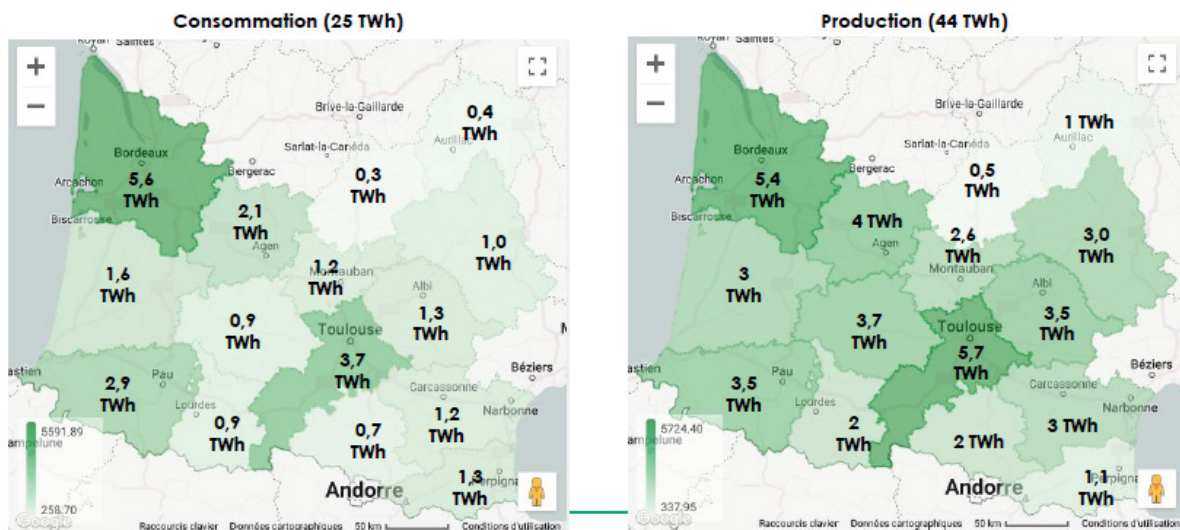 Consommation (25 TWh)
Saintes
+
−
Brive-la-Gaillarde
0,4
TWh
Aurillac
Sarlat-la-Canéda
Bordeaux
Bergerac
0,3
TWh
Arcachon
5,6
TWh
Biscarrosse
2,1
TWh
Agen
1,0
TWh
1,2
Montauban
TWh
1,6
TWh
Albi
1,3
TWh
0,9
TWh
Toulouse
3,7
TWh
Béziers
2,9
TWh
Pau
Carcassonne
Narbonne
Lourdes
1,2
TWh
0,9
TWh
0,7
TWh
5591.89
258.70
1,3
TWh
Andorre
Google
Raccourcis clavier
Données cartographiques
50 km
Conditions d'utilisation
Production (44 TWh)
Saintes
+
−
Brive-la-Gaillarde
1 TWh
Aurillac
Sarlat-la-Canéda
Bordeaux
Bergerac
0,5
TWh
Arcachon
5,4
TWh
Biscarrosse
4 TWh
Agen
3,0
TWh
2,6
TWh
Montauban
3
TWh
Albi
3,5
TWh
3,7
TWh
Toulouse
5,7
TWh
Béziers
3,5
TWh
Pau
Carcassonne
Narbonne
Lourdes
3 TWh
2
TWh
2 TWh
5724.40
337.95
1,1
TWh
Andorre
Google
Raccourcis clavier
Données cartographiques
50 km
Conditions d'utilisation